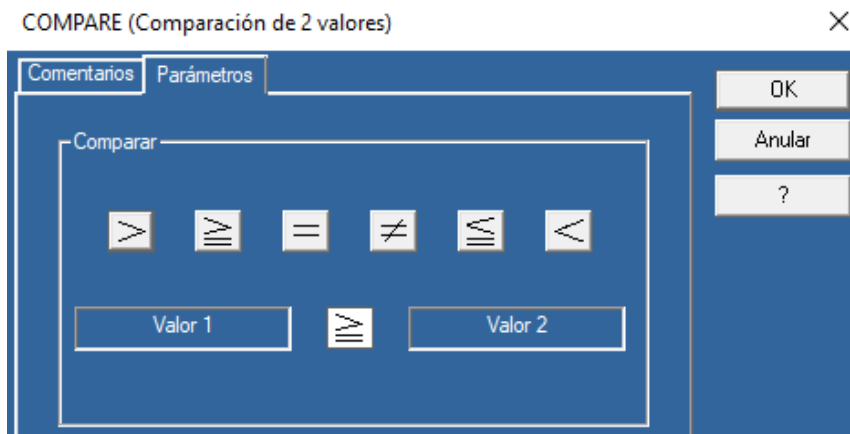 COMPARE (Comparación de 2 valores)
Comentarios Parámetros
OK
Comparar
Anular
?
> ≧ = ≠ ≦ <
Valor 1 ≧ Valor 2